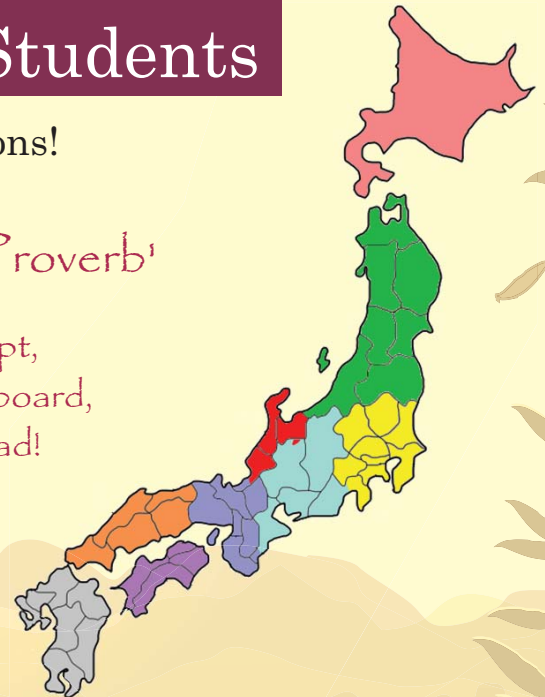 Students
ons!
Proverb'
pt,
board,
ad!